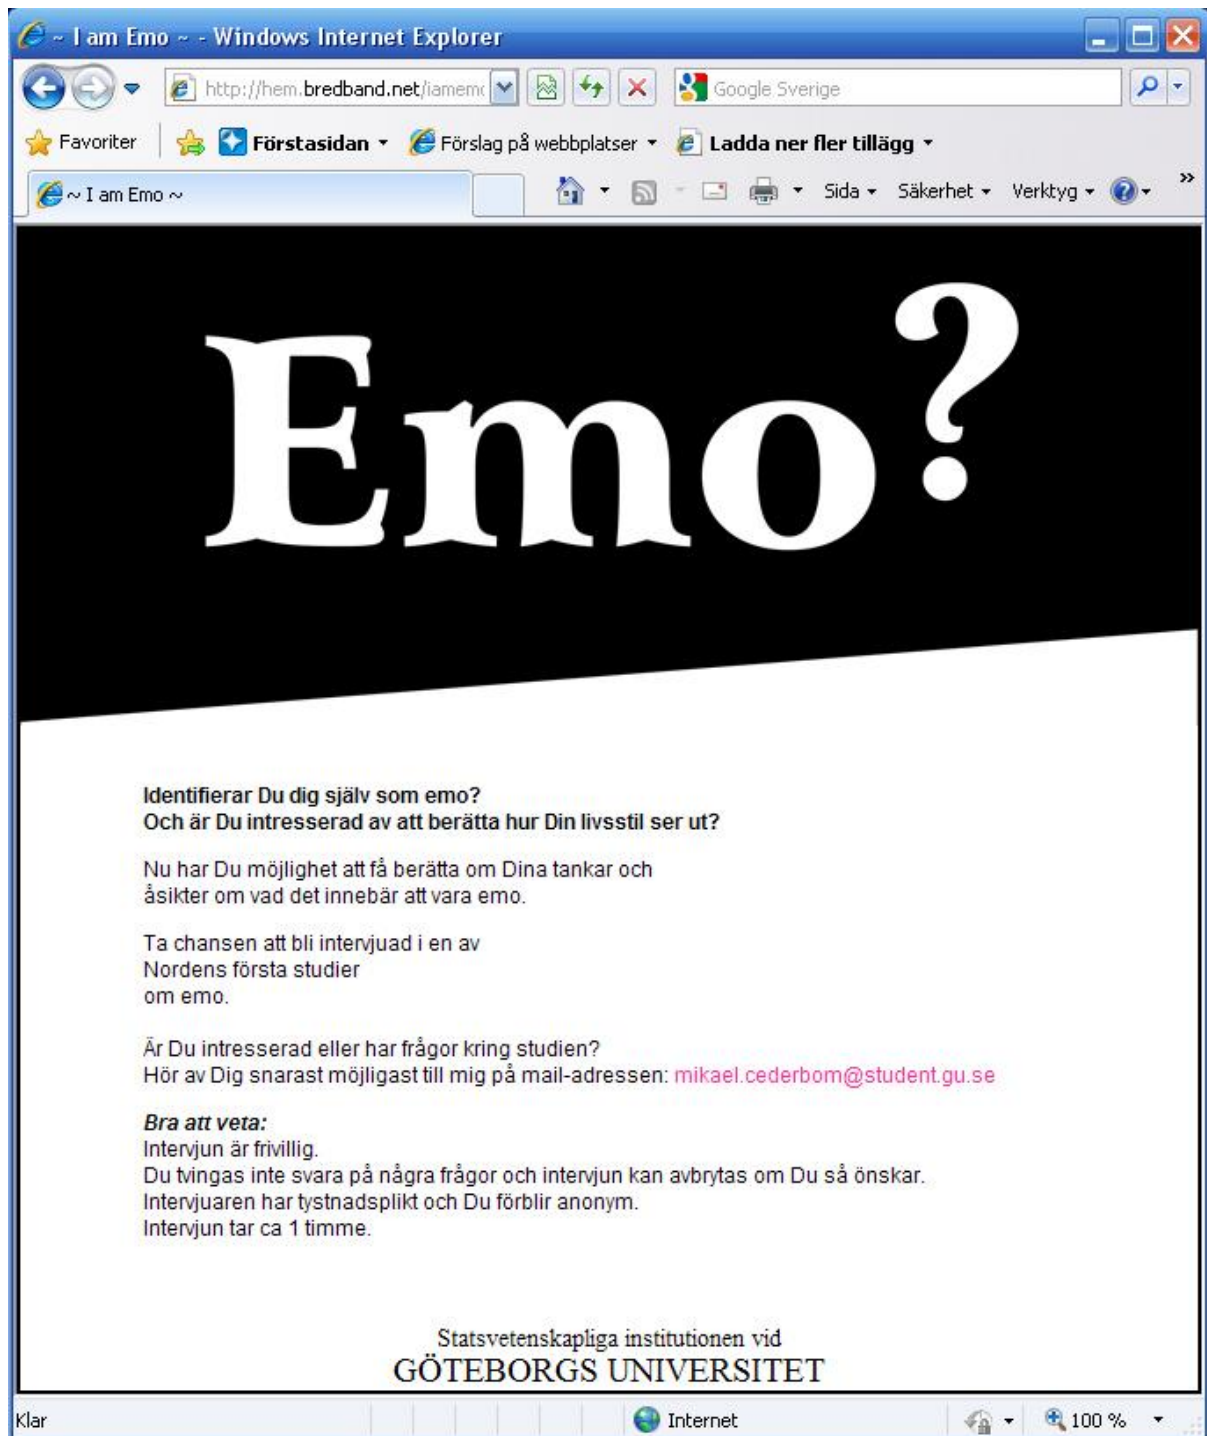 ~ I am Emo ~ - Windows Internet Explorer
http://hem.bredband.net/iamemo
Google Sverige
Favoriter
Förstasidan
Förslag på webbplatser
Ladda ner fler tillägg
~ I am Emo ~
Sida
Säkerhet
Verktyg
»
Emo?
Identifierar Du dig själv som emo?
Och är Du intresserad av att berätta hur Din livsstil ser ut?
Nu har Du möjlighet att få berätta om Dina tankar och
åsikter om vad det innebär att vara emo.
Ta chansen att bli intervjuad i en av
Nordens första studier
om emo.
Är Du intresserad eller har frågor kring studien?
Hör av Dig snarast möjligast till mig på mail-adressen: mikael.cederbom@student.gu.se
Bra att veta:
Intervjun är frivillig.
Du tvingas inte svara på några frågor och intervjun kan avbrytas om Du så önskar.
Intervjuaren har tystnadsplikt och Du förblir anonym.
Intervjun tar ca 1 timme.
Statsvetenskapliga institutionen vid
GÖTEBORGS UNIVERSITET
Klar
Internet
100 %